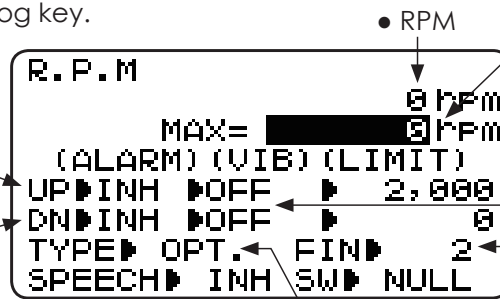 og key.
● RPM
R.P.M
0 rpm
MAX= 0 rpm
(ALARM)(VIB)(LIMIT)
UP▶INH ▶OFF ▶ 2,000
DN▶INH ▶OFF ▶ 0
TYPE▶ OPT. FIN▶ 2
SPEECH▶ INH SW▶ NULL